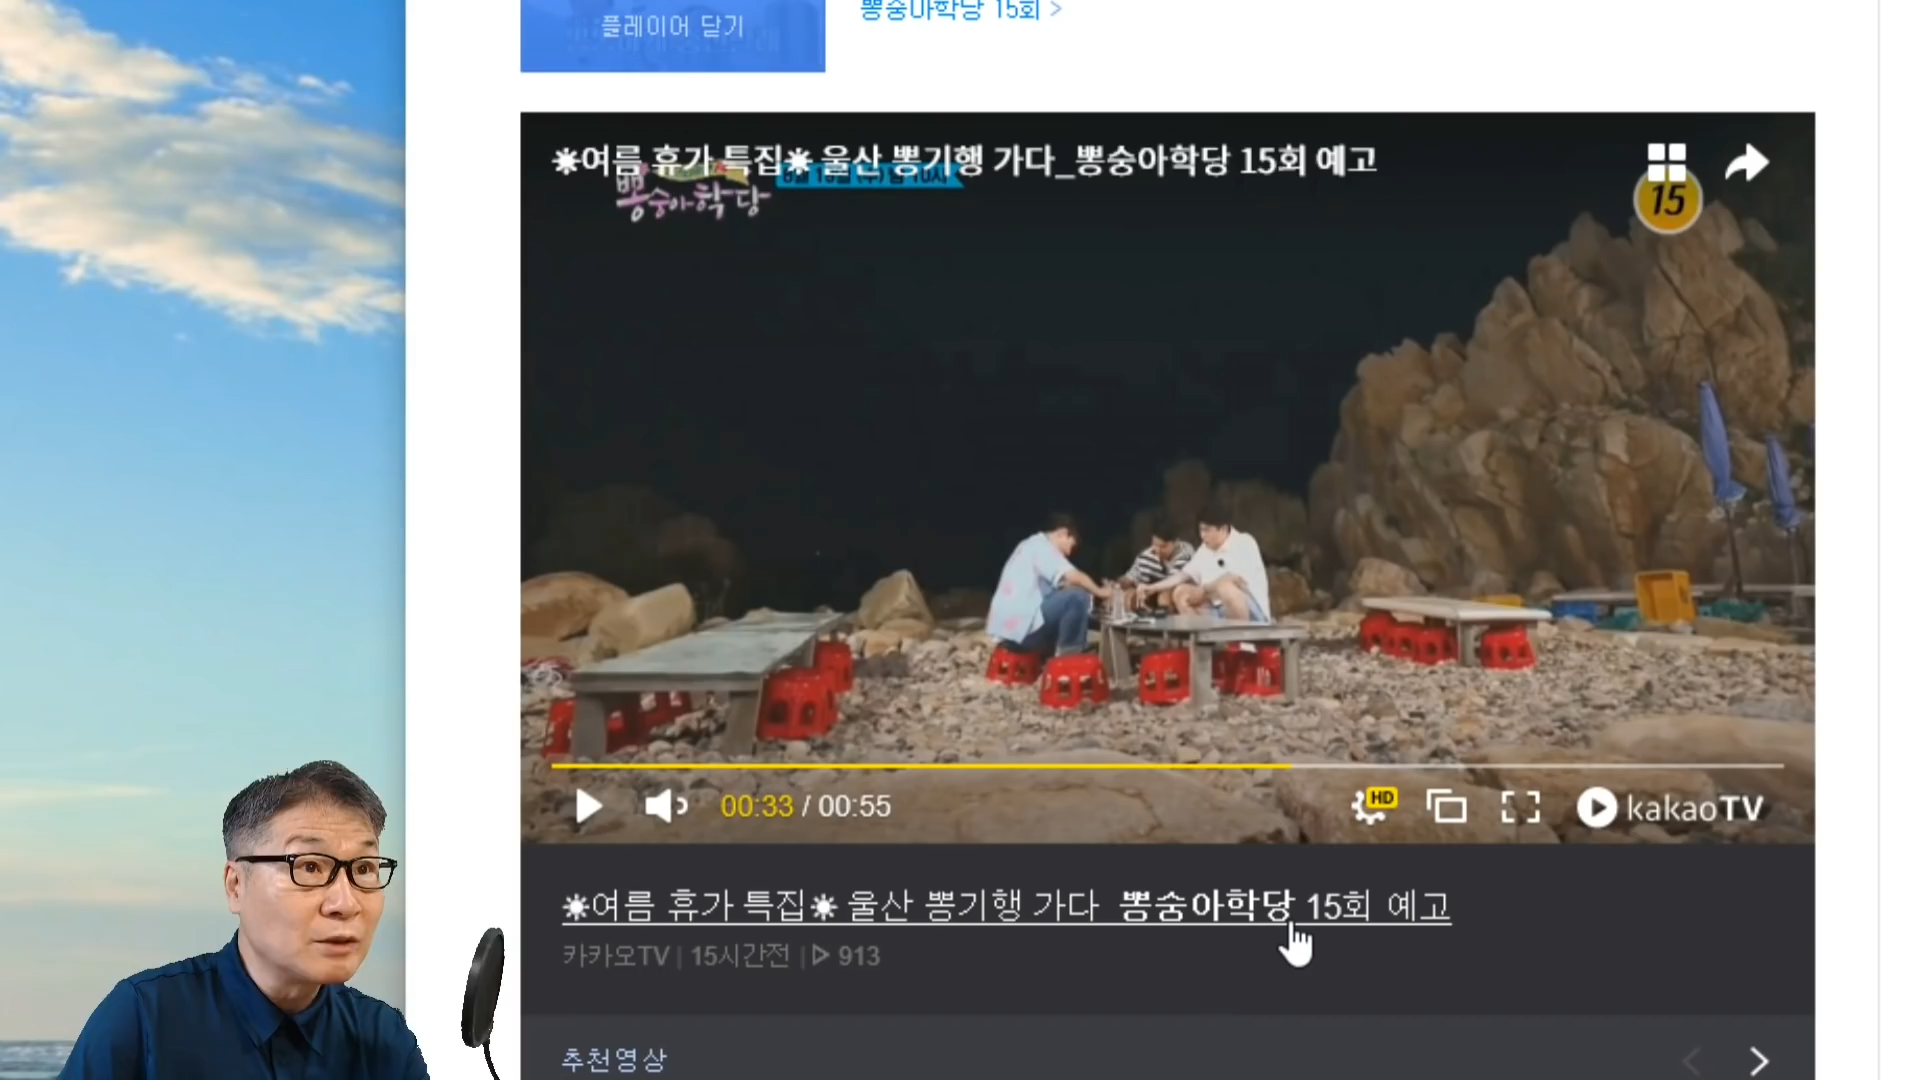 플레이어 닫기
뽕숭아학당 15회 >
☀여름 휴가 특집☀ 울산 뽕기행 가다_뽕숭아학당 15회 예고
뽕숭아학당
15
00:33 / 00:55
HD
kakaoTV
☀여름 휴가 특집☀ 울산 뽕기행 가다 뽕숭아학당 15회 예고
카카오TV | 15시간전 | ▷ 913
추천영상